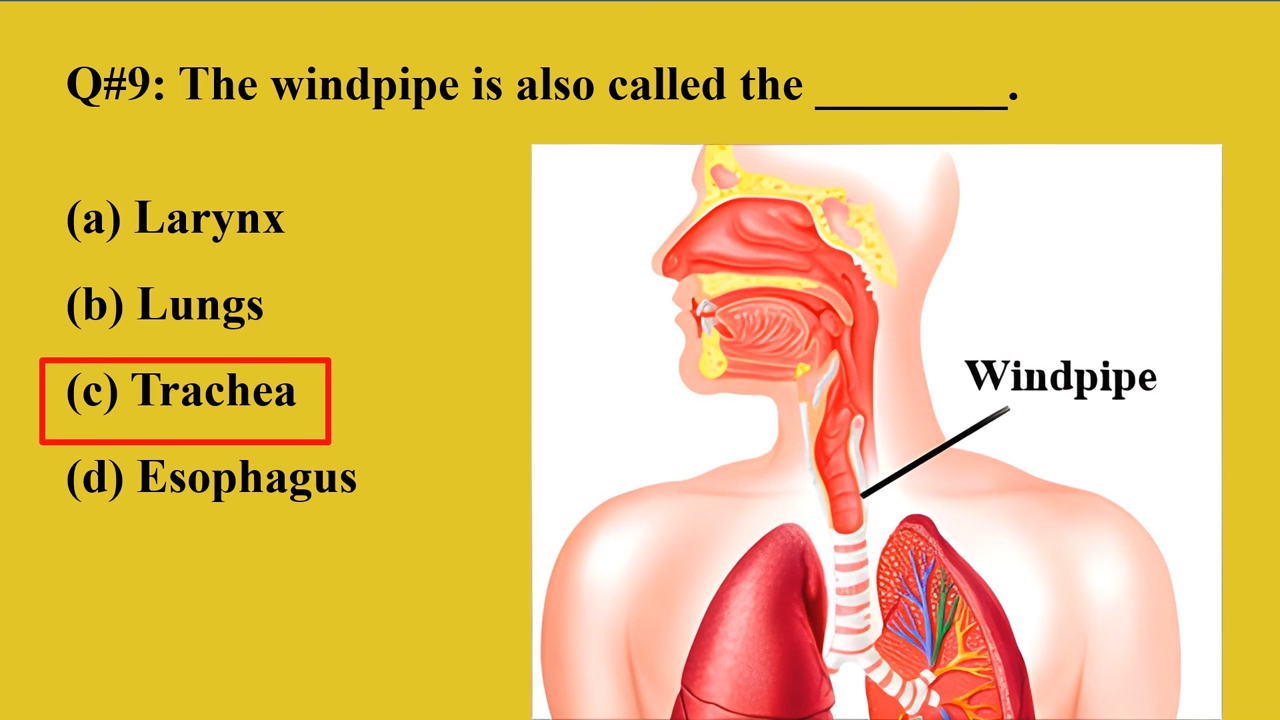 Q#9: The windpipe is also called the ________.
(a) Larynx
(b) Lungs
(c) Trachea
(d) Esophagus
Windpipe